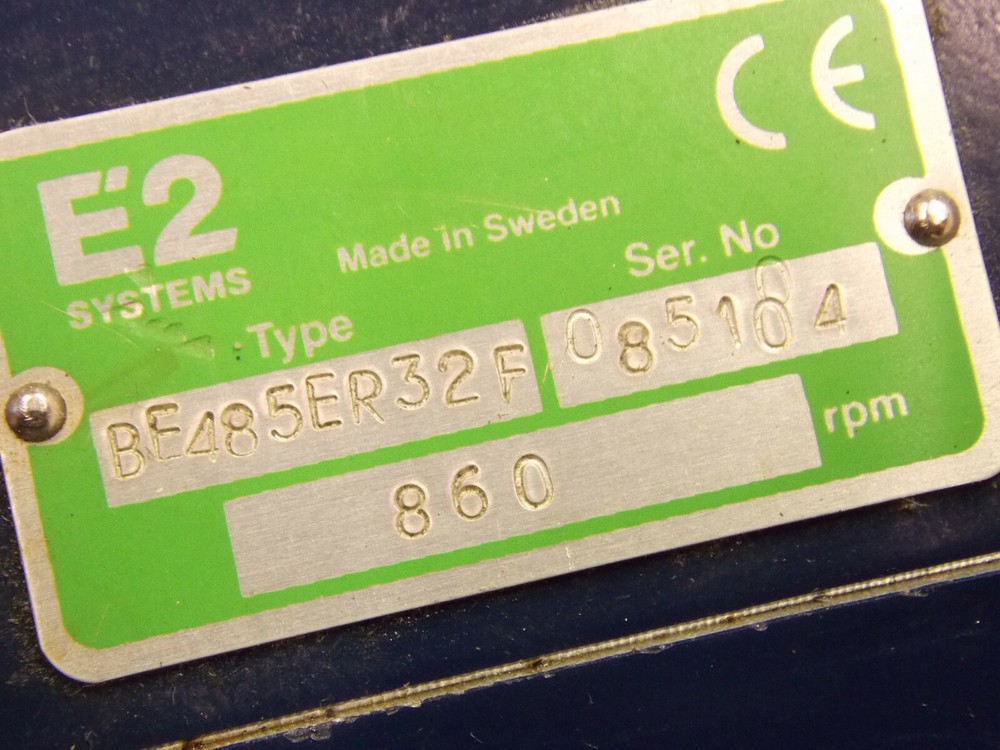 CE
E2
SYSTEMS
Made in Sweden
Type
Ser. No
BE485ER32F
085104
860
rpm